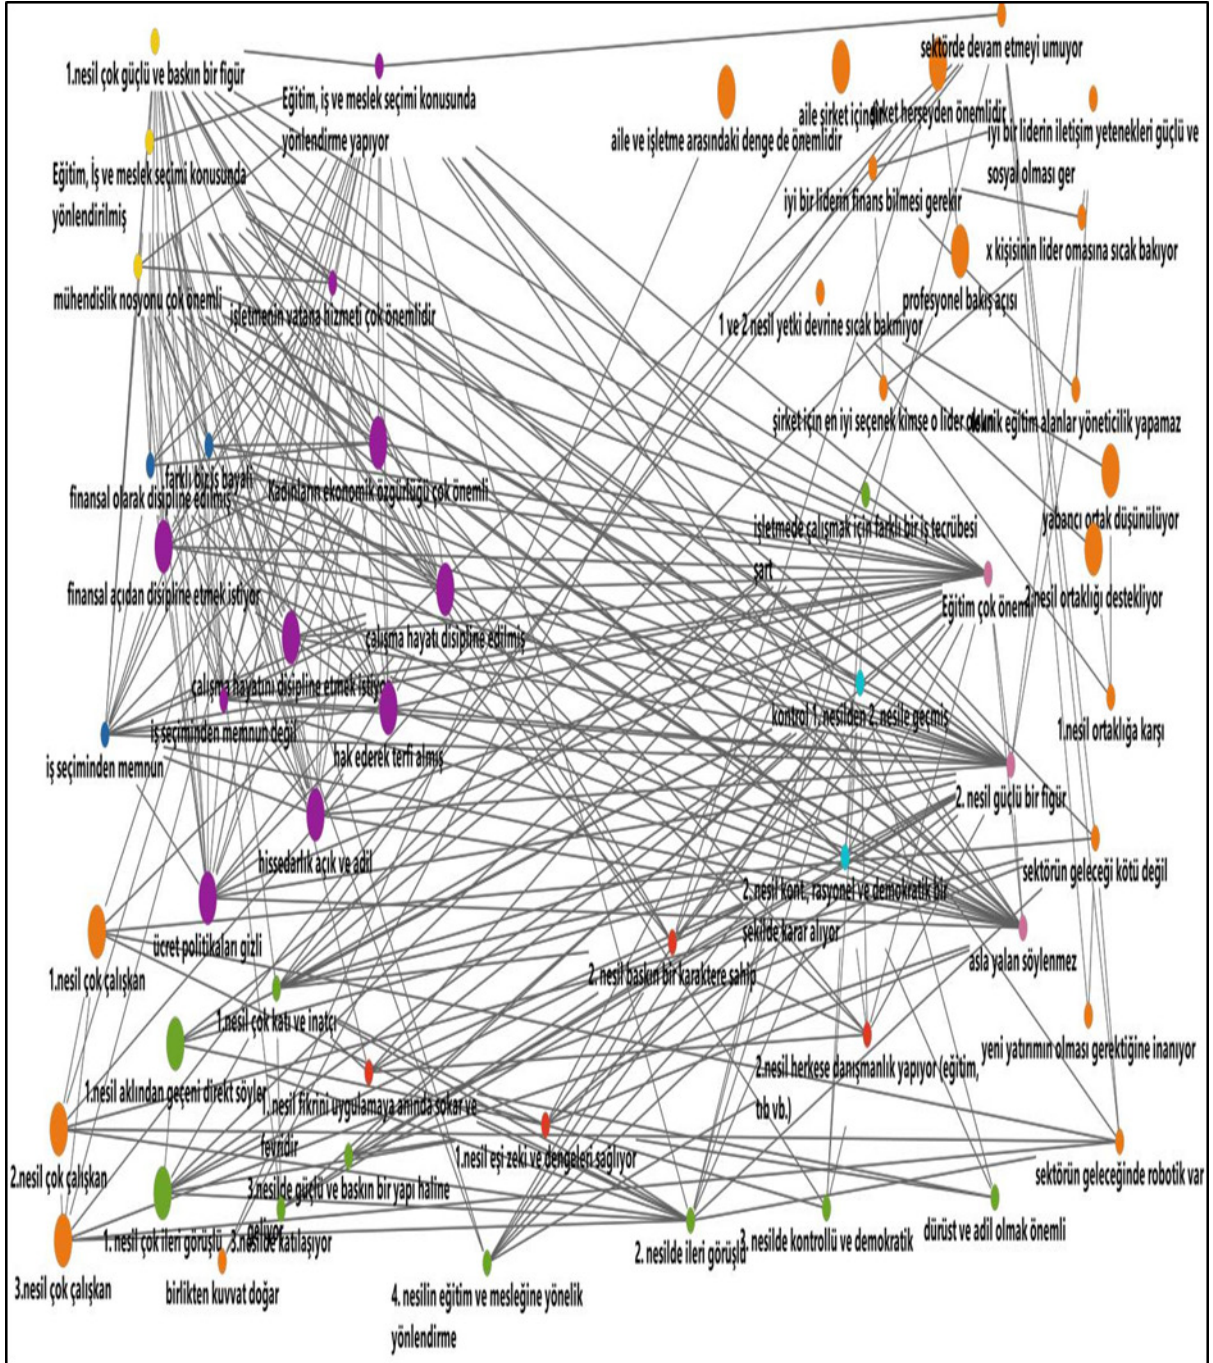 sektörde devam etmeyi umuyor
1.nesil çok güçlü ve baskın bir figür
Eğitim, iş ve meslek seçimi konusunda
yönlendirme yapıyor
aile şirket içindir
şirket herşeyden önemlidir
aile ve işletme arasındaki denge de önemlidir
iyi bir liderin iletişim yetenekleri güçlü ve
sosyal olması ger
Eğitim, İş ve meslek seçimi konusunda
yönlendirilmiş
iyi bir liderin finans bilmesi gerekir
x kişisinin lider omasına sıcak bakıyor
mühendislik nosyonu çok önemli
işletmenin vatana hizmeti çok önemlidir
profesyonel bakış açısı
1 ve 2 nesil yetki devrine sıcak bakmıyor
şirket için en iyi seçenek kimse o lider
teknik eğitim alanlar yöneticilik yapamaz
farklı bir iş hayali
finansal olarak disipline edilmiş
Kadınların ekonomik özgürlüğü çok önemli
yabancı ortak düşünülüyor
işletmede çalışmak için farklı bir iş tecrübesi
şart
finansal açıdan disipline etmek istiyor
Eğitim çok önemli
2.nesil ortaklığı destekliyor
çalışma hayatı disipline edilmiş
çalışma hayatını disipline etmek istiyor
kontrol 1. nesilden 2. nesile geçmiş
1.nesil ortaklığa karşı
iş seçiminden memnun değil
hak ederek terfi almış
iş seçiminden memnun
2. nesil güçlü bir figür
hissedarlık açık ve adil
sektörün geleceği kötü değil
2. nesil kont., rasyonel ve demokratik bir
şekilde karar alıyor
ücret politikaları gizli
1.nesil çok çalışkan
2. nesil baskın bir karaktere sahip
asla yalan söylenmez
1.nesil çok katı ve inatçı
yeni yatırımın olması gerektiğine inanıyor
2.nesil herkese danışmanlık yapıyor (eğitim,
tıb vb.)
1.nesil aklından geçeni direkt söyler
1. nesil fikrini uygulamaya anında sokar ve
fevridir
1.nesil eşi zeki ve dengeleri sağlıyor
2.nesil çok çalışkan
sektörün geleceğinde robotik var
3.nesilde güçlü ve baskın bir yapı haline
geliyor
1. nesil çok ileri görüşlü
3.nesilde katılaşıyor
2. nesilde ileri görüşlü
nesilde kontrollü ve demokratik
dürüst ve adil olmak önemli
3.nesil çok çalışkan
birlikten kuvvat doğar
4. nesilin eğitim ve mesleğine yönelik
yönlendirme